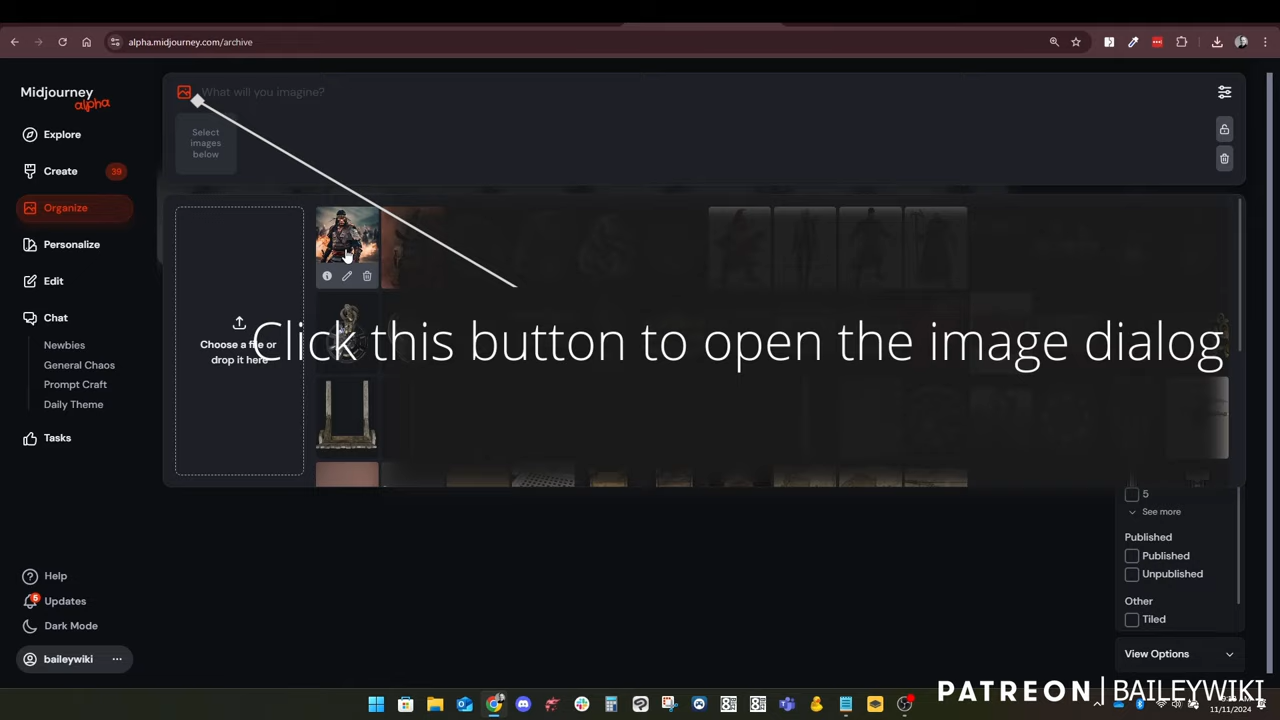 alpha.midjourney.com/archive
Midjourney
alpha
What will you imagine?
Select
images
below
Explore
Create
39
Organize
Personalize
Edit
Chat
Newbies
General Chaos
Prompt Craft
Daily Theme
Tasks
Choose a file or
drop it here
Click this button to open the image dialog
5
See more
Published
Published
Unpublished
Other
Tiled
View Options
Help
5
Updates
Dark Mode
baileywiki
PATREON | BAILEYWIKI
11/11/2024